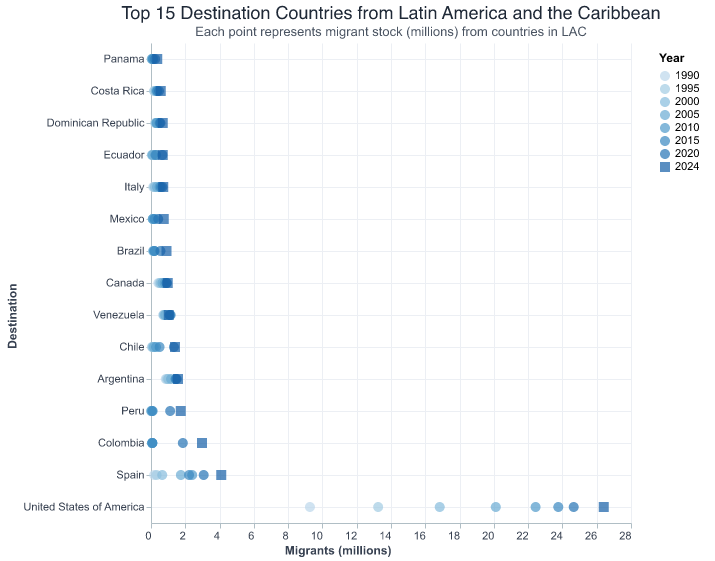 Top 15 Destination Countries from Latin America and the Caribbean
Each point represents migrant stock (millions) from countries in LAC
Year
1990
1995
2000
2005
2010
2015
2020
2024
Destination
Panama
Costa Rica
Dominican Republic
Ecuador
Italy
Mexico
Brazil
Canada
Venezuela
Chile
Argentina
Peru
Colombia
Spain
United States of America
0 2 4 6 8 10 12 14 16 18 20 22 24 26 28
Migrants (millions)